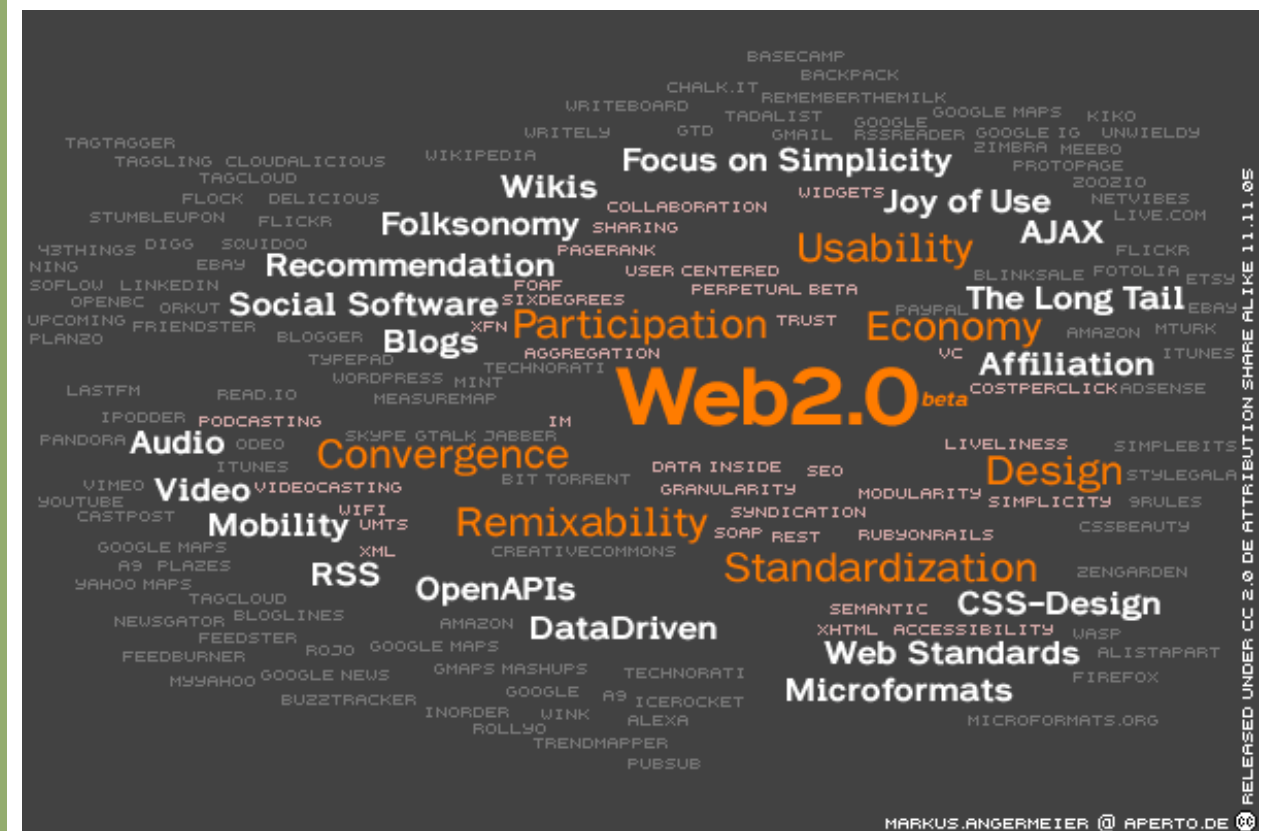 BASECAMP
BACKPACK
CHALK.IT REMEMBERTHEMILK
WRITEBOARD TADALIST GOOGLE MAPS KIKO
WRITELY GTD GMAIL GOOGLE RSSREADER GOOGLE IG UNWIELDY
TAGTAGGER ZIMBRA MEEBO
TAGGLING CLOUDALICIOUS WIKIPEDIA Focus on Simplicity PROTOPAGE
TAGCLOUD Wikis WIDGETS ZOOZIO
FLOCK DELICIOUS COLLABORATION Joy of Use NETVIBES
STUMBLEUPON FLICKR Folksonomy SHARING AJAX LIVE.COM
43THINGS DIGG SQUIDOO PAGERANK Usability FLICKR
NING EBAY Recommendation USER CENTERED BLINKSALE FOTOLIA ETSY
SOFLOW LINKEDIN FOAF PERPETUAL BETA
OPENBC ORKUT Social Software SIXDEGREES PAYPAL The Long Tail EBAY
UPCOMING FRIENDSTER XFN Participation TRUST Economy AMAZON MTURK
PLANZO BLOGGER Blogs
TYPEPAD AGGREGATION VC Affiliation ITUNES
TECHNORATI
WORDPRESS MINT
LASTFM READ.IO MEASUREMAP Web2.0 beta COSTPERCLICK ADSENSE
IPODDER PODCASTING IM
PANDORA Audio ODEO SKYPE GTALK JABBER LIVELINESS SIMPLEBITS
ITUNES Convergence DATA INSIDE SEO Design STYLEGALA
VIMEO Video VIDEOCASTING BIT TORRENT GRANULARITY MODULARITY
YOUTUBE SIMPLICITY 9RULES
CASTPOST Mobility WIFI UMTS Remixability SYNDICATION CSSBEAUTY
SOAP REST RUBYONRAILS
GOOGLE MAPS XML CREATIVECOMMONS
A9 PLAZES RSS Standardization ZENGARDEN
YAHOO MAPS OpenAPIs
TAGCLOUD SEMANTIC CSS-Design
NEWSGATOR BLOGLINES AMAZON DataDriven XHTML ACCESSIBILITY WASP
FEEDSTER ROJO GOOGLE MAPS Web Standards ALISTAPART
FEEDBURNER
MYYAHOO GOOGLE NEWS GMAPS MASHUPS TECHNORATI FIREFOX
BUZZTRACKER GOOGLE A9 ICEROCKET Microformats
INORDER WINK ALEXA MICROFORMATS.ORG
ROLLYO
TRENDMAPPER
PUBSUB
MARKUS.ANGERMEIER @ APERTO.DE
RELEASED UNDER CC 2.0 DE ATTRIBUTION SHARE ALIKE 11.11.05